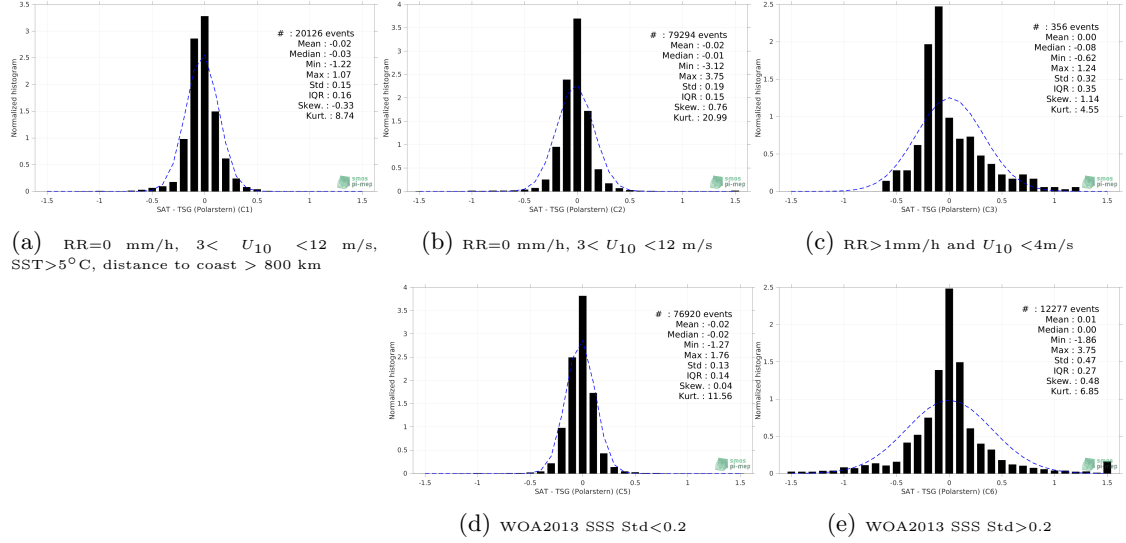 3.5
3
2.5
2
1.5
1
0.5
0
-1.5 -1 -0.5 0 0.5 1 1.5
Normalized histogram
SAT - TSG (Polarstern) (C1)
# : 20126 events
Mean : -0.02
Median : -0.03
Min : -1.22
Max : 1.07
Std : 0.15
IQR : 0.16
Skew. : -0.33
Kurt. : 8.74
smos
pi-mep
(a) RR=0 mm/h, 3< U10 <12 m/s,
SST>5°C, distance to coast > 800 km
4
3.5
3
2.5
2
1.5
1
0.5
0
-1.5 -1 -0.5 0 0.5 1 1.5
Normalized histogram
SAT - TSG (Polarstern) (C2)
# : 79294 events
Mean : -0.02
Median : -0.01
Min : -3.12
Max : 3.75
Std : 0.19
IQR : 0.15
Skew. : 0.76
Kurt. : 20.99
smos
pi-mep
(b) RR=0 mm/h, 3< U10 <12 m/s
2.5
2
1.5
1
0.5
0
-1.5 -1 -0.5 0 0.5 1 1.5
Normalized histogram
SAT - TSG (Polarstern) (C3)
# : 356 events
Mean : 0.00
Median : -0.08
Min : -0.62
Max : 1.24
Std : 0.32
IQR : 0.35
Skew. : 1.14
Kurt. : 4.55
smos
pi-mep
(c) RR>1mm/h and U10 <4m/s
4
3.5
3
2.5
2
1.5
1
0.5
0
-1.5 -1 -0.5 0 0.5 1 1.5
Normalized histogram
SAT - TSG (Polarstern) (C5)
# : 76920 events
Mean : -0.02
Median : -0.02
Min : -1.27
Max : 1.76
Std : 0.13
IQR : 0.14
Skew. : 0.04
Kurt. : 11.56
smos
pi-mep
(d) WOA2013 SSS Std<0.2
2.5
2
1.5
1
0.5
0
-1.5 -1 -0.5 0 0.5 1 1.5
Normalized histogram
SAT - TSG (Polarstern) (C6)
# : 12277 events
Mean : 0.01
Median : 0.00
Min : -1.86
Max : 3.75
Std : 0.47
IQR : 0.27
Skew. : 0.48
Kurt. : 6.85
smos
pi-mep
(e) WOA2013 SSS Std>0.2